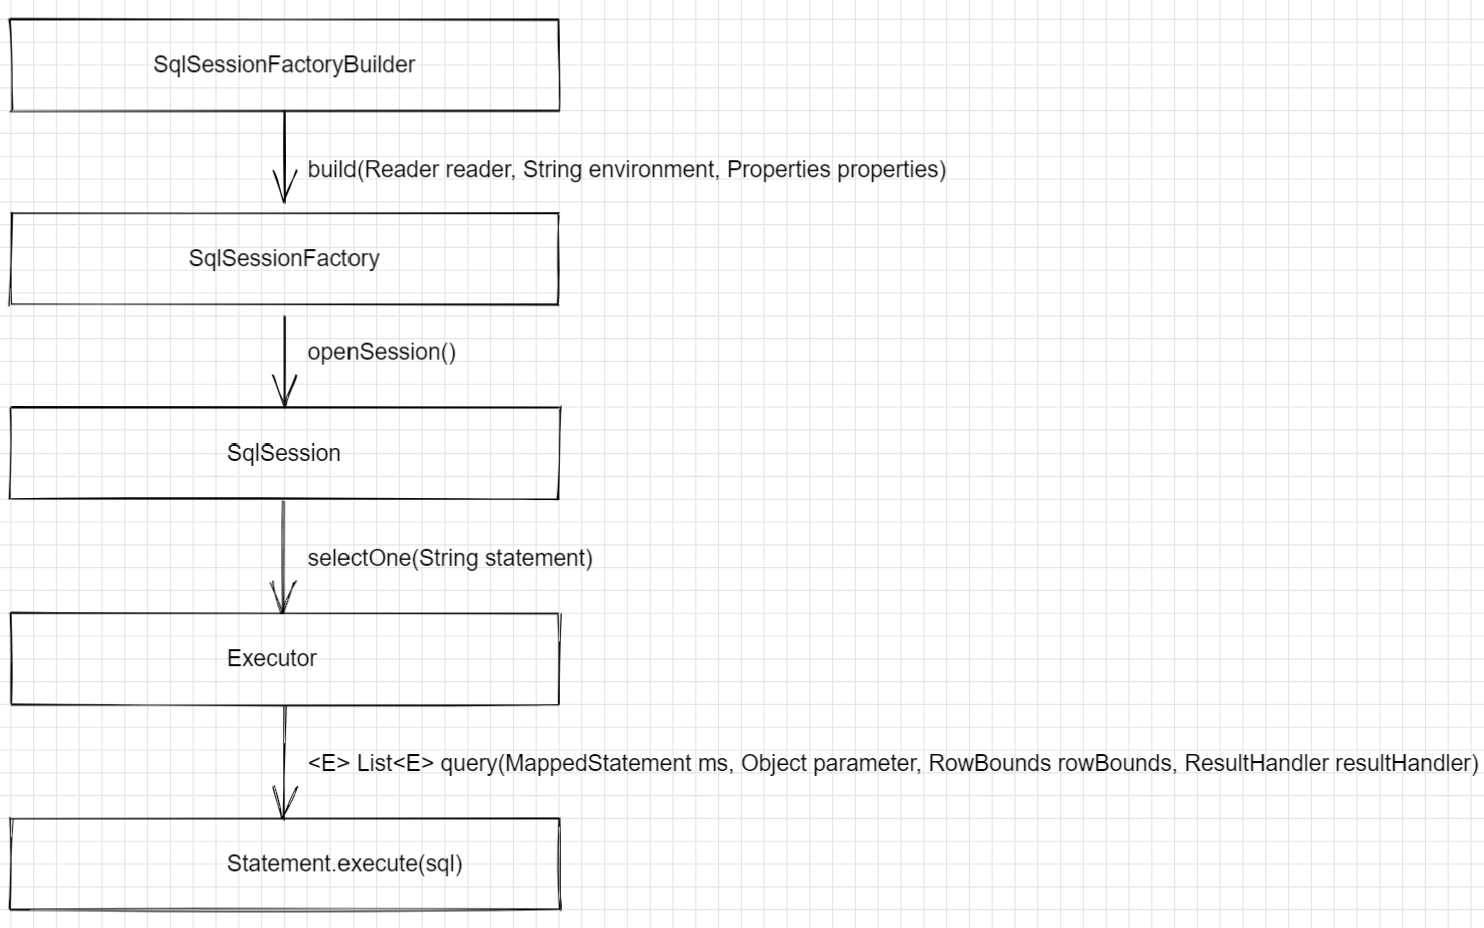 SqlSessionFactoryBuilder
build(Reader reader, String environment, Properties properties)
SqlSessionFactory
openSession()
SqlSession
selectOne(String statement)
Executor
<E> List<E> query(MappedStatement ms, Object parameter, RowBounds rowBounds, ResultHandler resultHandler)
Statement.execute(sql)